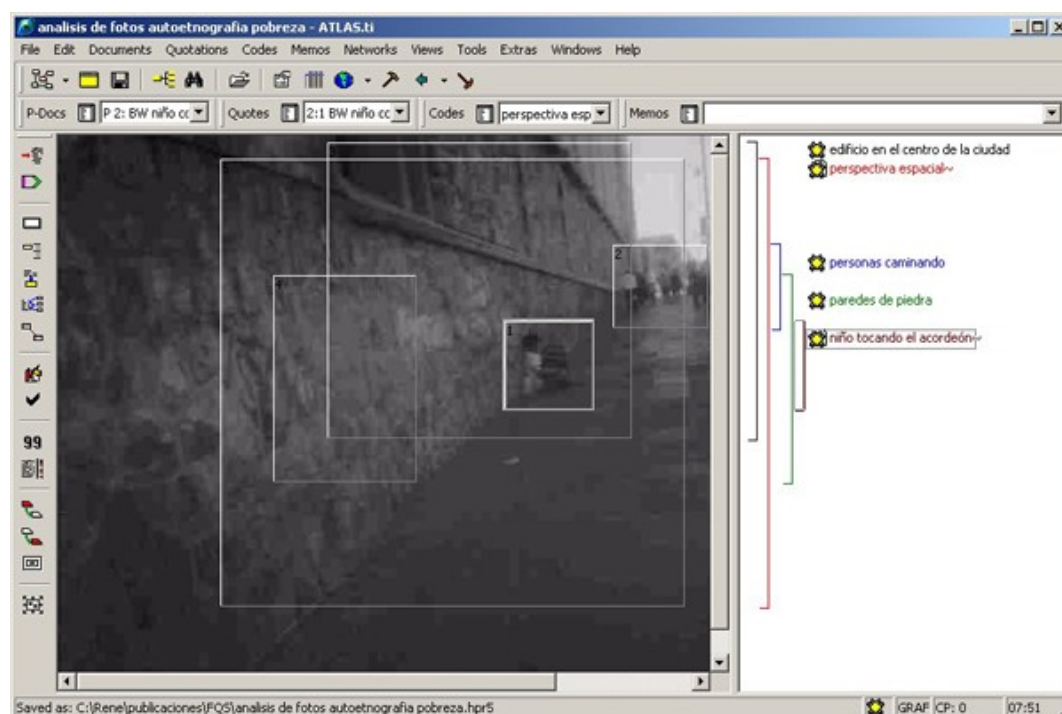 analisis de fotos autoetnografia pobreza - ATLAS.ti
File Edit Documents Quotations Codes Memos Networks Views Tools Extras Windows Help
P-Docs P 2: BW niño cc Quotes 2:1 BW niño cc Codes perspectiva esp Memos
edificio en el centro de la ciudad
perspectiva espacial~
personas caminando
paredes de piedra
niño tocando el acordeón~
5
2
4
1
99
Saved as: C:\Rene\publicaciones\FQS\analisis de fotos autoetnografia pobreza.hpr5 GRAF CP: 0 07:51